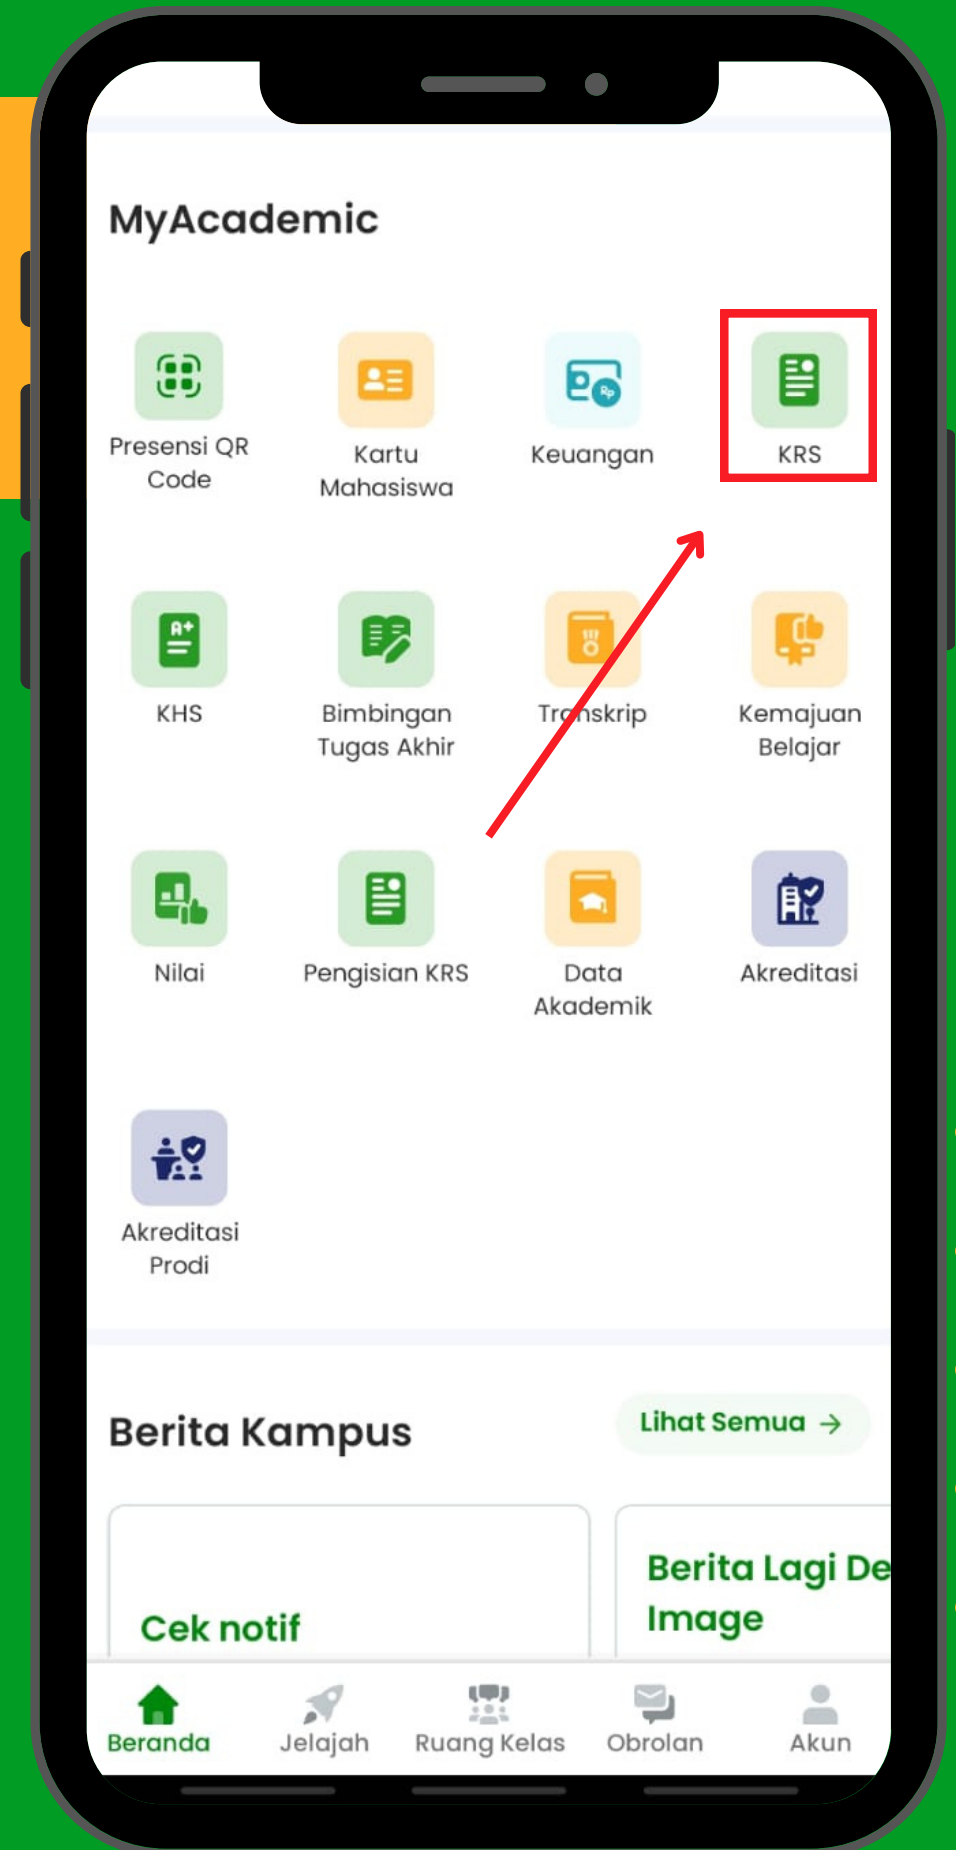 MyAcademic
Presensi QR
Code
Kartu
Mahasiswa
Keuangan
Rp
KRS
A+
KHS
Bimbingan
Tugas Akhir
Transkrip
Kemajuan
Belajar
Nilai
Pengisian KRS
Data
Akademik
Akreditasi
Akreditasi
Prodi
Berita Kampus
Lihat Semua →
Cek notif
Berita Lagi De
Image
Beranda
Jelajah
Ruang Kelas
Obrolan
Akun